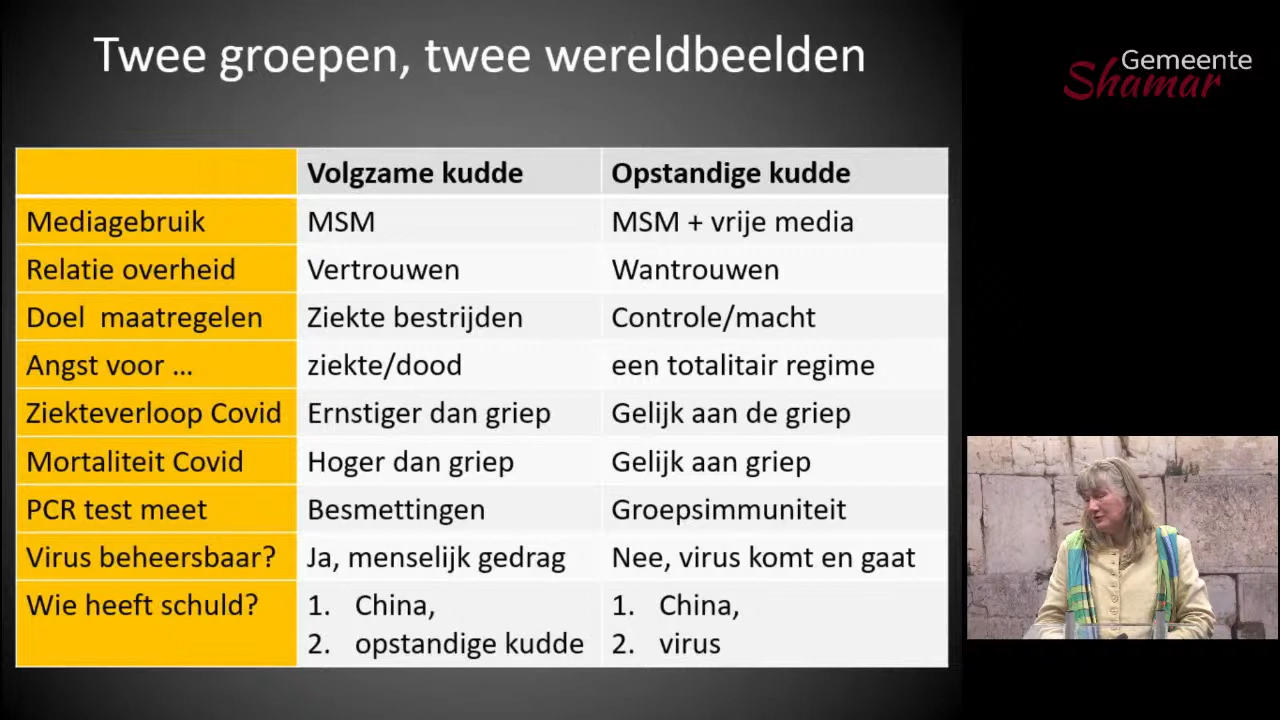 Twee groepen, twee wereldbeelden
Gemeente
Shamar
Volgzame kudde Opstandige kudde
Mediagebruik MSM MSM + vrije media
Relatie overheid Vertrouwen Wantrouwen
Doel maatregelen Ziekte bestrijden Controle/macht
Angst voor ... ziekte/dood een totalitair regime
Ziekteverloop Covid Ernstiger dan griep Gelijk aan de griep
Mortaliteit Covid Hoger dan griep Gelijk aan griep
PCR test meet Besmettingen Groepsimmuniteit
Virus beheersbaar? Ja, menselijk gedrag Nee, virus komt en gaat
Wie heeft schuld? 1. China, 1. China,
2. opstandige kudde 2. virus